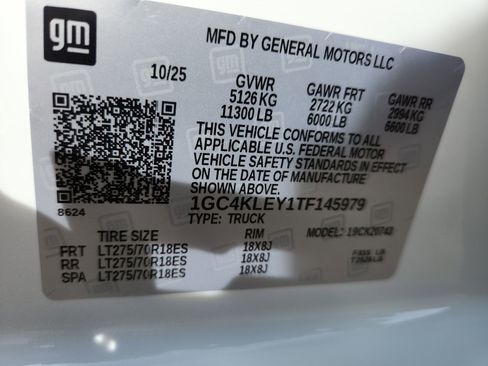 gm
MFD BY GENERAL MOTORS LLC
10/25
GVWR GAWR FRT GAWR RR
5126 KG 2722 KG 2994 KG
11300 LB 6000 LB 6600 LB
THIS VEHICLE CONFORMS TO ALL
APPLICABLE U.S. FEDERAL MOTOR
VEHICLE SAFETY STANDARDS IN EFFECT
ON THE DATE OF MANUFACTURE
SHOWN ABOVE.
8624
1GC4KLEY1TF145979
TYPE: TRUCK
TIRE SIZE RIM MODEL:
FRT LT275/70R18ES 18X8J
RR LT275/70R18ES 18X8J
SPA LT275/70R18ES 18X8J